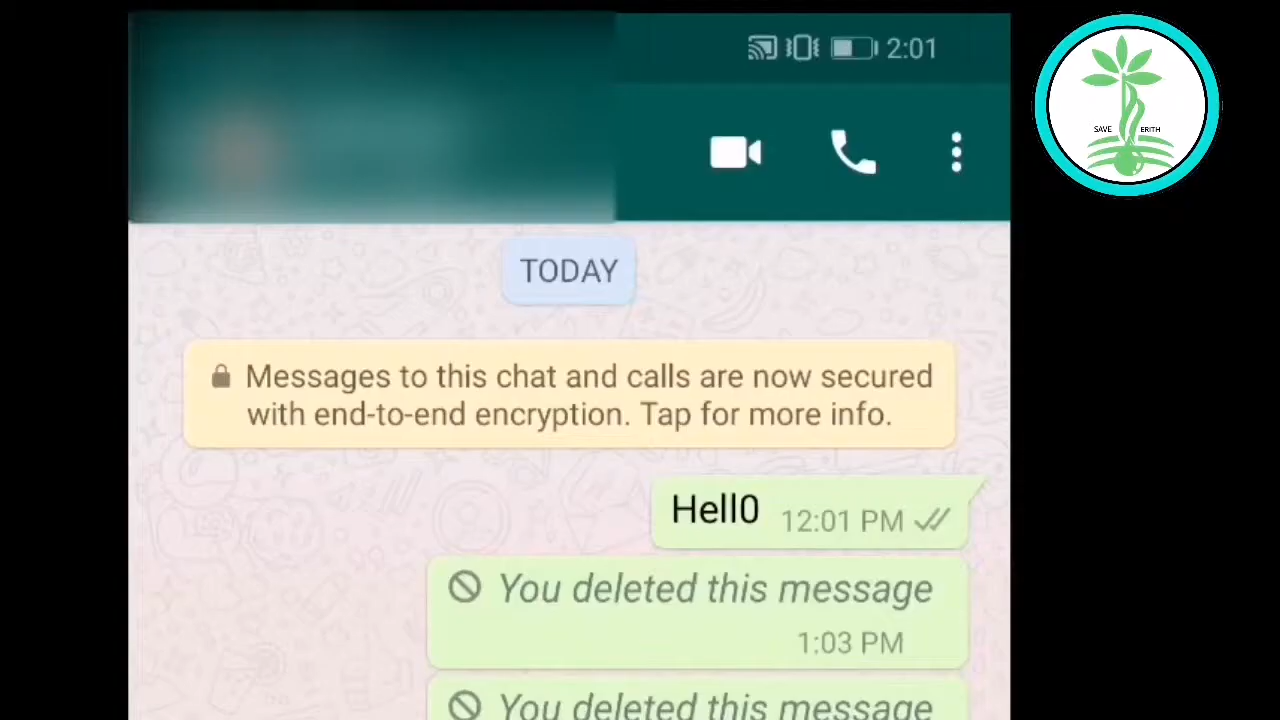 2:01
SAVE ERITH
TODAY
Messages to this chat and calls are now secured
with end-to-end encryption. Tap for more info.
Hell0 12:01 PM
You deleted this message
1:03 PM
You deleted this message